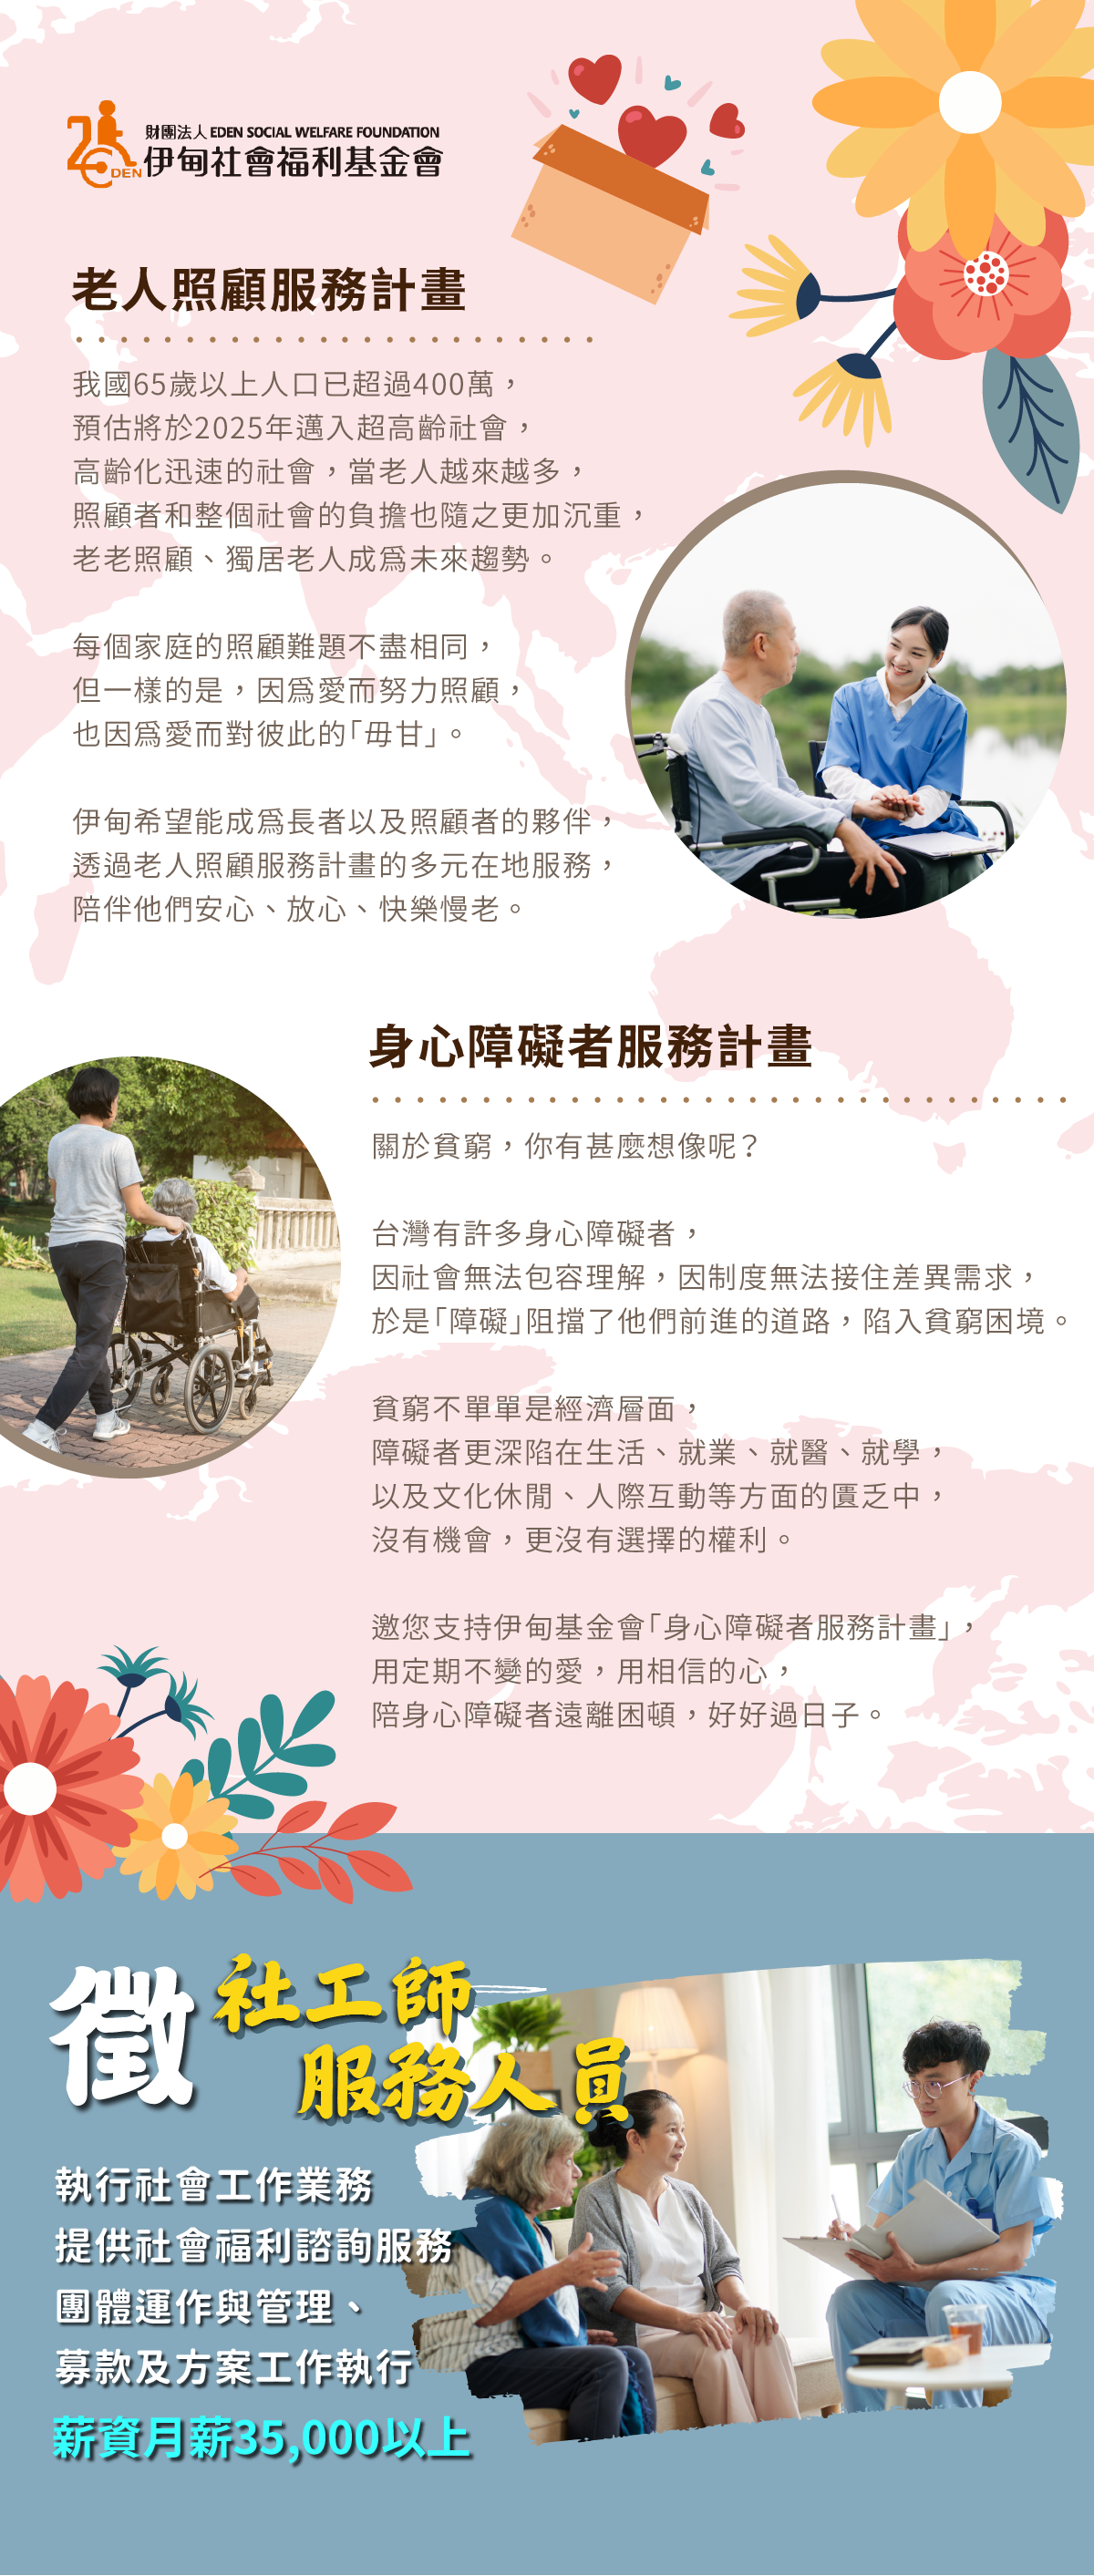 財團法人 EDEN SOCIAL WELFARE FOUNDATION
伊甸社會福利基金會
EDEN
老人照顧服務計畫
我國65歲以上人口已超過400萬，
預估將於2025年邁入超高齡社會，
高齡化迅速的社會，當老人越來越多，
照顧者和整個社會的負擔也隨之更加沉重，
老老照顧、獨居老人成爲未來趨勢。
每個家庭的照顧難題不盡相同，
但一樣的是，因爲愛而努力照顧，
也因爲愛而對彼此的「毋甘」。
伊甸希望能成爲長者以及照顧者的夥伴，
透過老人照顧服務計畫的多元在地服務，
陪伴他們安心、放心、快樂慢老。
身心障礙者服務計畫
關於貧窮，你有甚麼想像呢？
台灣有許多身心障礙者，
因社會無法包容理解，因制度無法接住差異需求，
於是「障礙」阻擋了他們前進的道路，陷入貧窮困境。
貧窮不單單是經濟層面，
障礙者更深陷在生活、就業、就醫、就學，
以及文化休閒、人際互動等方面的匱乏中，
沒有機會，更沒有選擇的權利。
邀您支持伊甸基金會「身心障礙者服務計畫」，
用定期不變的愛，用相信的心，
陪身心障礙者遠離困頓，好好過日子。
徵
社工師
服務人員
執行社會工作業務
提供社會福利諮詢服務
團體運作與管理、
募款及方案工作執行
薪資月薪35,000以上